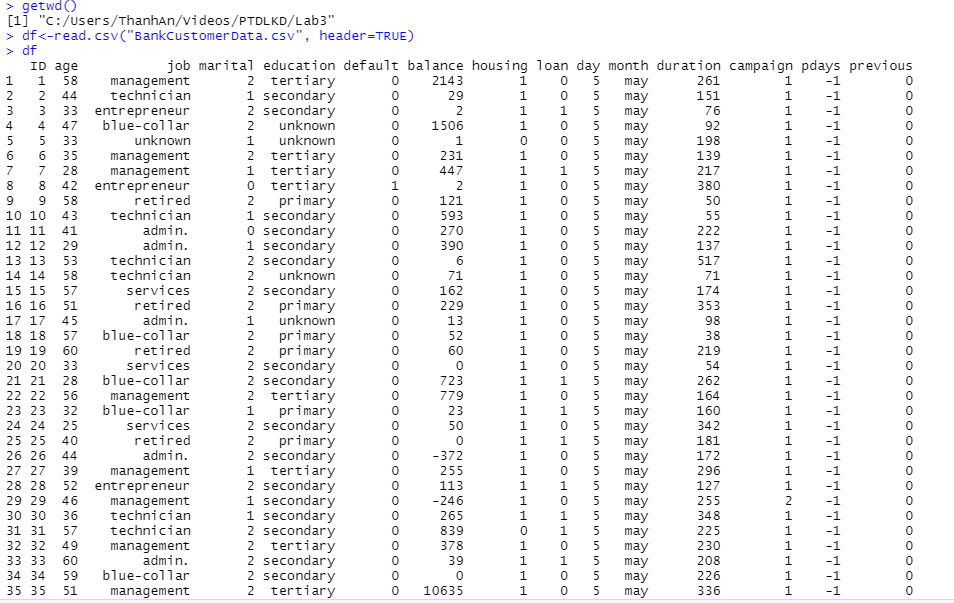 > getwd()
[1] "C:/Users/ThanhAn/Videos/PTDLKD/Lab3"
> df<-read.csv("BankCustomerData.csv", header=TRUE)
> df
ID age job marital education default balance housing loan day month duration campaign pdays previous
1 1 58 management 2 tertiary 0 2143 1 0 5 may 261 1 -1 0
2 2 44 technician 1 secondary 0 29 1 0 5 may 151 1 -1 0
3 3 33 entrepreneur 2 secondary 0 2 1 1 5 may 76 1 -1 0
4 4 47 blue-collar 2 unknown 0 1506 1 0 5 may 92 1 -1 0
5 5 33 unknown 1 unknown 0 1 0 0 5 may 198 1 -1 0
6 6 35 management 2 tertiary 0 231 1 0 5 may 139 1 -1 0
7 7 28 management 1 tertiary 0 447 1 1 5 may 217 1 -1 0
8 8 42 entrepreneur 0 tertiary 1 2 1 0 5 may 380 1 -1 0
9 9 58 retired 2 primary 0 121 1 0 5 may 50 1 -1 0
10 10 43 technician 1 secondary 0 593 1 0 5 may 55 1 -1 0
11 11 41 admin. 0 secondary 0 270 1 0 5 may 222 1 -1 0
12 12 29 admin. 1 secondary 0 390 1 0 5 may 137 1 -1 0
13 13 53 technician 2 secondary 0 6 1 0 5 may 517 1 -1 0
14 14 58 technician 2 unknown 0 71 1 0 5 may 71 1 -1 0
15 15 57 services 2 secondary 0 162 1 0 5 may 174 1 -1 0
16 16 51 retired 2 primary 0 229 1 0 5 may 353 1 -1 0
17 17 45 admin. 1 unknown 0 13 1 0 5 may 98 1 -1 0
18 18 57 blue-collar 2 primary 0 52 1 0 5 may 38 1 -1 0
19 19 60 retired 2 primary 0 60 1 0 5 may 219 1 -1 0
20 20 33 services 2 secondary 0 0 1 0 5 may 54 1 -1 0
21 21 28 blue-collar 2 secondary 0 723 1 1 5 may 262 1 -1 0
22 22 56 management 2 tertiary 0 779 1 0 5 may 164 1 -1 0
23 23 32 blue-collar 1 primary 0 23 1 1 5 may 160 1 -1 0
24 24 25 services 2 secondary 0 50 1 0 5 may 342 1 -1 0
25 25 40 retired 2 primary 0 0 1 1 5 may 181 1 -1 0
26 26 44 admin. 2 secondary 0 -372 1 0 5 may 172 1 -1 0
27 27 39 management 1 tertiary 0 255 1 0 5 may 296 1 -1 0
28 28 52 entrepreneur 2 secondary 0 113 1 1 5 may 127 1 -1 0
29 29 46 management 1 secondary 0 -246 1 0 5 may 255 2 -1 0
30 30 36 technician 1 secondary 0 265 1 1 5 may 348 1 -1 0
31 31 57 technician 2 secondary 0 839 0 1 5 may 225 1 -1 0
32 32 49 management 2 tertiary 0 378 1 0 5 may 230 1 -1 0
33 33 60 admin. 2 secondary 0 39 1 1 5 may 208 1 -1 0
34 34 59 blue-collar 2 secondary 0 0 1 0 5 may 226 1 -1 0
35 35 51 management 2 tertiary 0 10635 1 0 5 may 336 1 -1 0